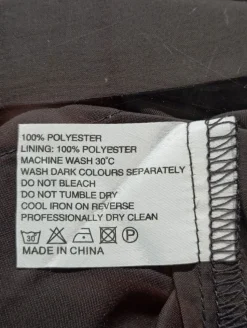 100% POLYESTER
LINING: 100% POLYESTER
MACHINE WASH 30°C
WASH DARK COLOURS SEPARATELY
DO NOT BLEACH
DO NOT TUMBLE DRY
COOL IRON ON REVERSE
PROFESSIONALLY DRY CLEAN
30 P
MADE IN CHINA